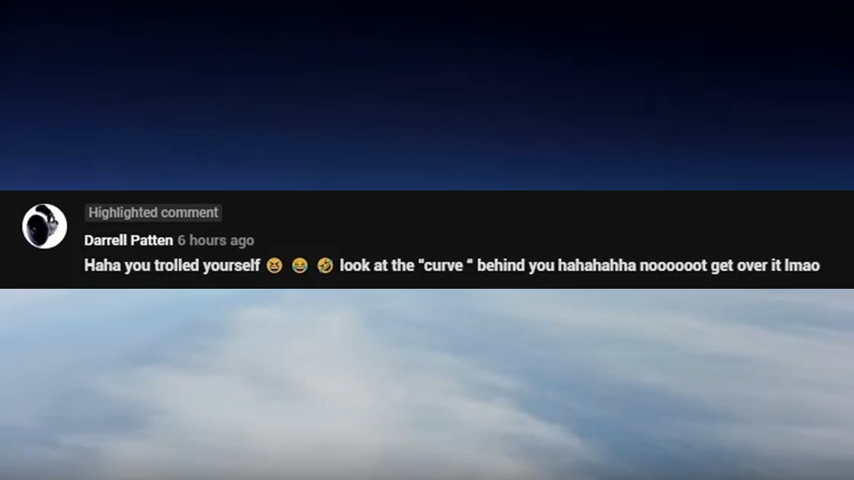 Highlighted comment
Darrell Patten 6 hours ago
Haha you trolled yourself 😆 😂 🤣 look at the "curve " behind you hahahahha noooooot get over it lmao